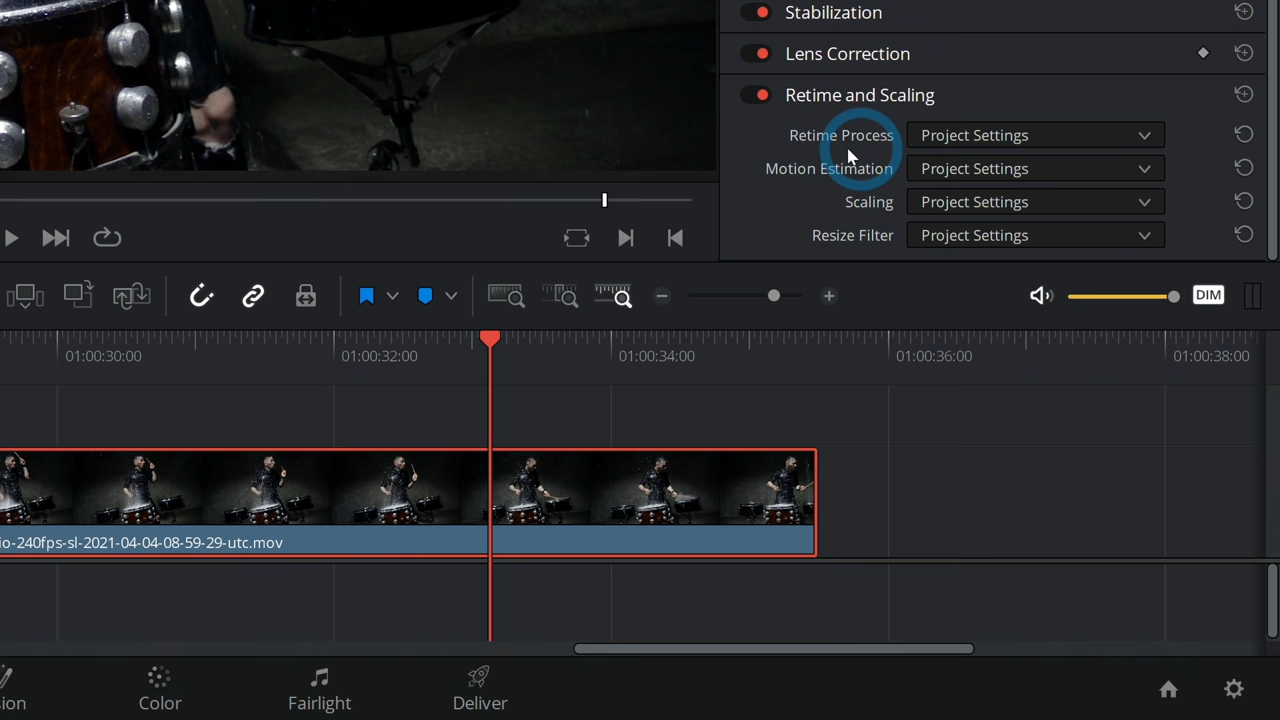 Stabilization
Lens Correction
Retime and Scaling
Retime Process Project Settings
Motion Estimation Project Settings
Scaling Project Settings
Resize Filter Project Settings
DIM
01:00:30:00 01:00:32:00 01:00:34:00 01:00:36:00 01:00:38:00
io-240fps-sl-2021-04-04-08-59-29-utc.mov
sion Color Fairlight Deliver